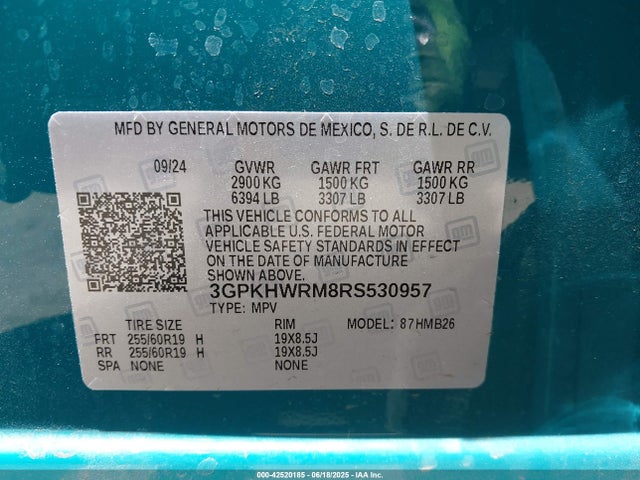 MFD BY GENERAL MOTORS DE MEXICO, S. DE R.L. DE C.V.
09/24 GVWR GAWR FRT GAWR RR
2900 KG 1500 KG 1500 KG
6394 LB 3307 LB 3307 LB
THIS VEHICLE CONFORMS TO ALL
APPLICABLE U.S. FEDERAL MOTOR
VEHICLE SAFETY STANDARDS IN EFFECT
ON THE DATE OF MANUFACTURE
SHOWN ABOVE.
3GPKHWRM8RS530957
TYPE: MPV
TIRE SIZE RIM MODEL: 87HMB26
FRT 255/60R19 H 19X8.5J
RR 255/60R19 H 19X8.5J
SPA NONE NONE
000-42520185 - 06/18/2025 - IAA Inc.